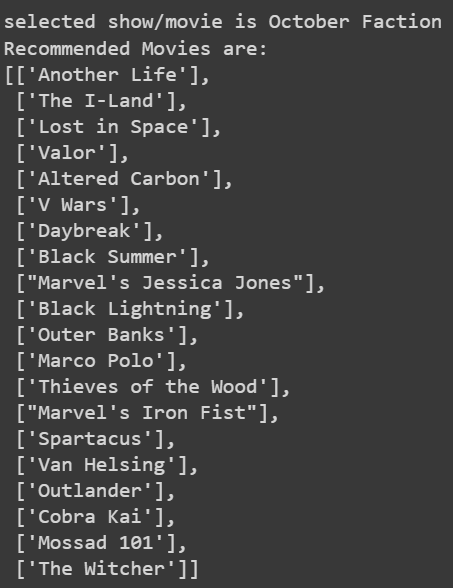 selected show/movie is October Faction
Recommended Movies are:
[['Another Life'],
['The I-Land'],
['Lost in Space'],
['Valor'],
['Altered Carbon'],
['V Wars'],
['Daybreak'],
['Black Summer'],
["Marvel's Jessica Jones"],
['Black Lightning'],
['Outer Banks'],
['Marco Polo'],
['Thieves of the Wood'],
["Marvel's Iron Fist"],
['Spartacus'],
['Van Helsing'],
['Outlander'],
['Cobra Kai'],
['Mossad 101'],
['The Witcher']]